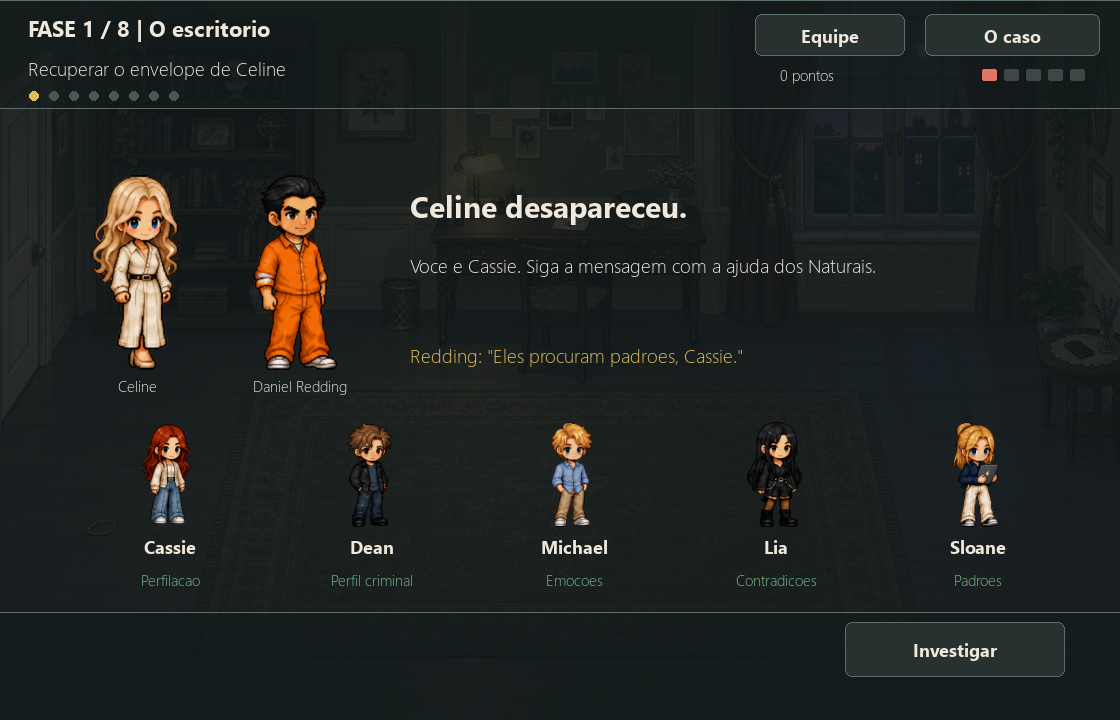 FASE 1 / 8 | O escritorio
Recuperar o envelope de Celine
Equipe
O caso
0 pontos
Celine desapareceu.
Voce e Cassie. Siga a mensagem com a ajuda dos Naturais.
Redding: "Eles procuram padroes, Cassie."
Celine
Daniel Redding
Cassie
Dean
Michael
Lia
Sloane
Perfilacao
Perfil criminal
Emocoes
Contradicoes
Padroes
Investigar